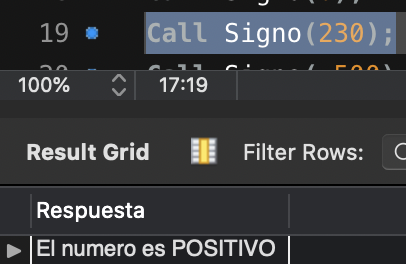 19 Call Signo(230);
100% 17:19
Result Grid Filter Rows:
Respuesta
El numero es POSITIVO